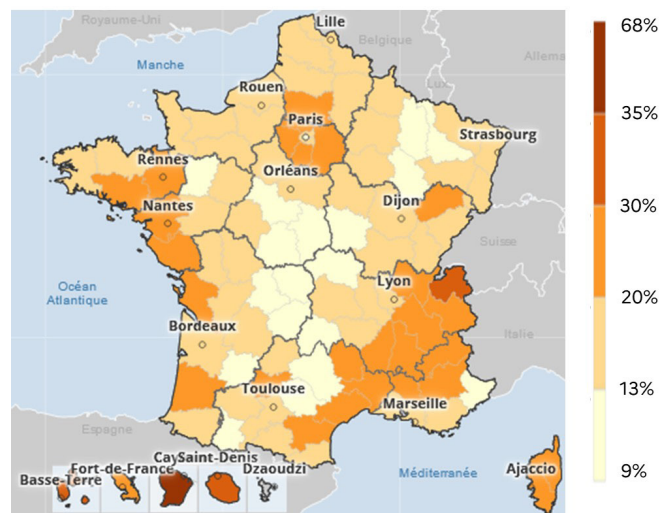 Royaume-Uni
Lille
Belgique
Allema
Manche
Lux.
Rouen
Paris
Strasbourg
Rennes
Orléans
Nantes
Dijon
Suisse
Océan
Atlantique
Lyon
Italie
Bordeaux
Toulouse
Marseille
Espagne
CaySaint-Denis
Dzaoudzi
Fort-de-France
Basse-Terre
Méditerranée
Ajaccio
68%
35%
30%
20%
13%
9%